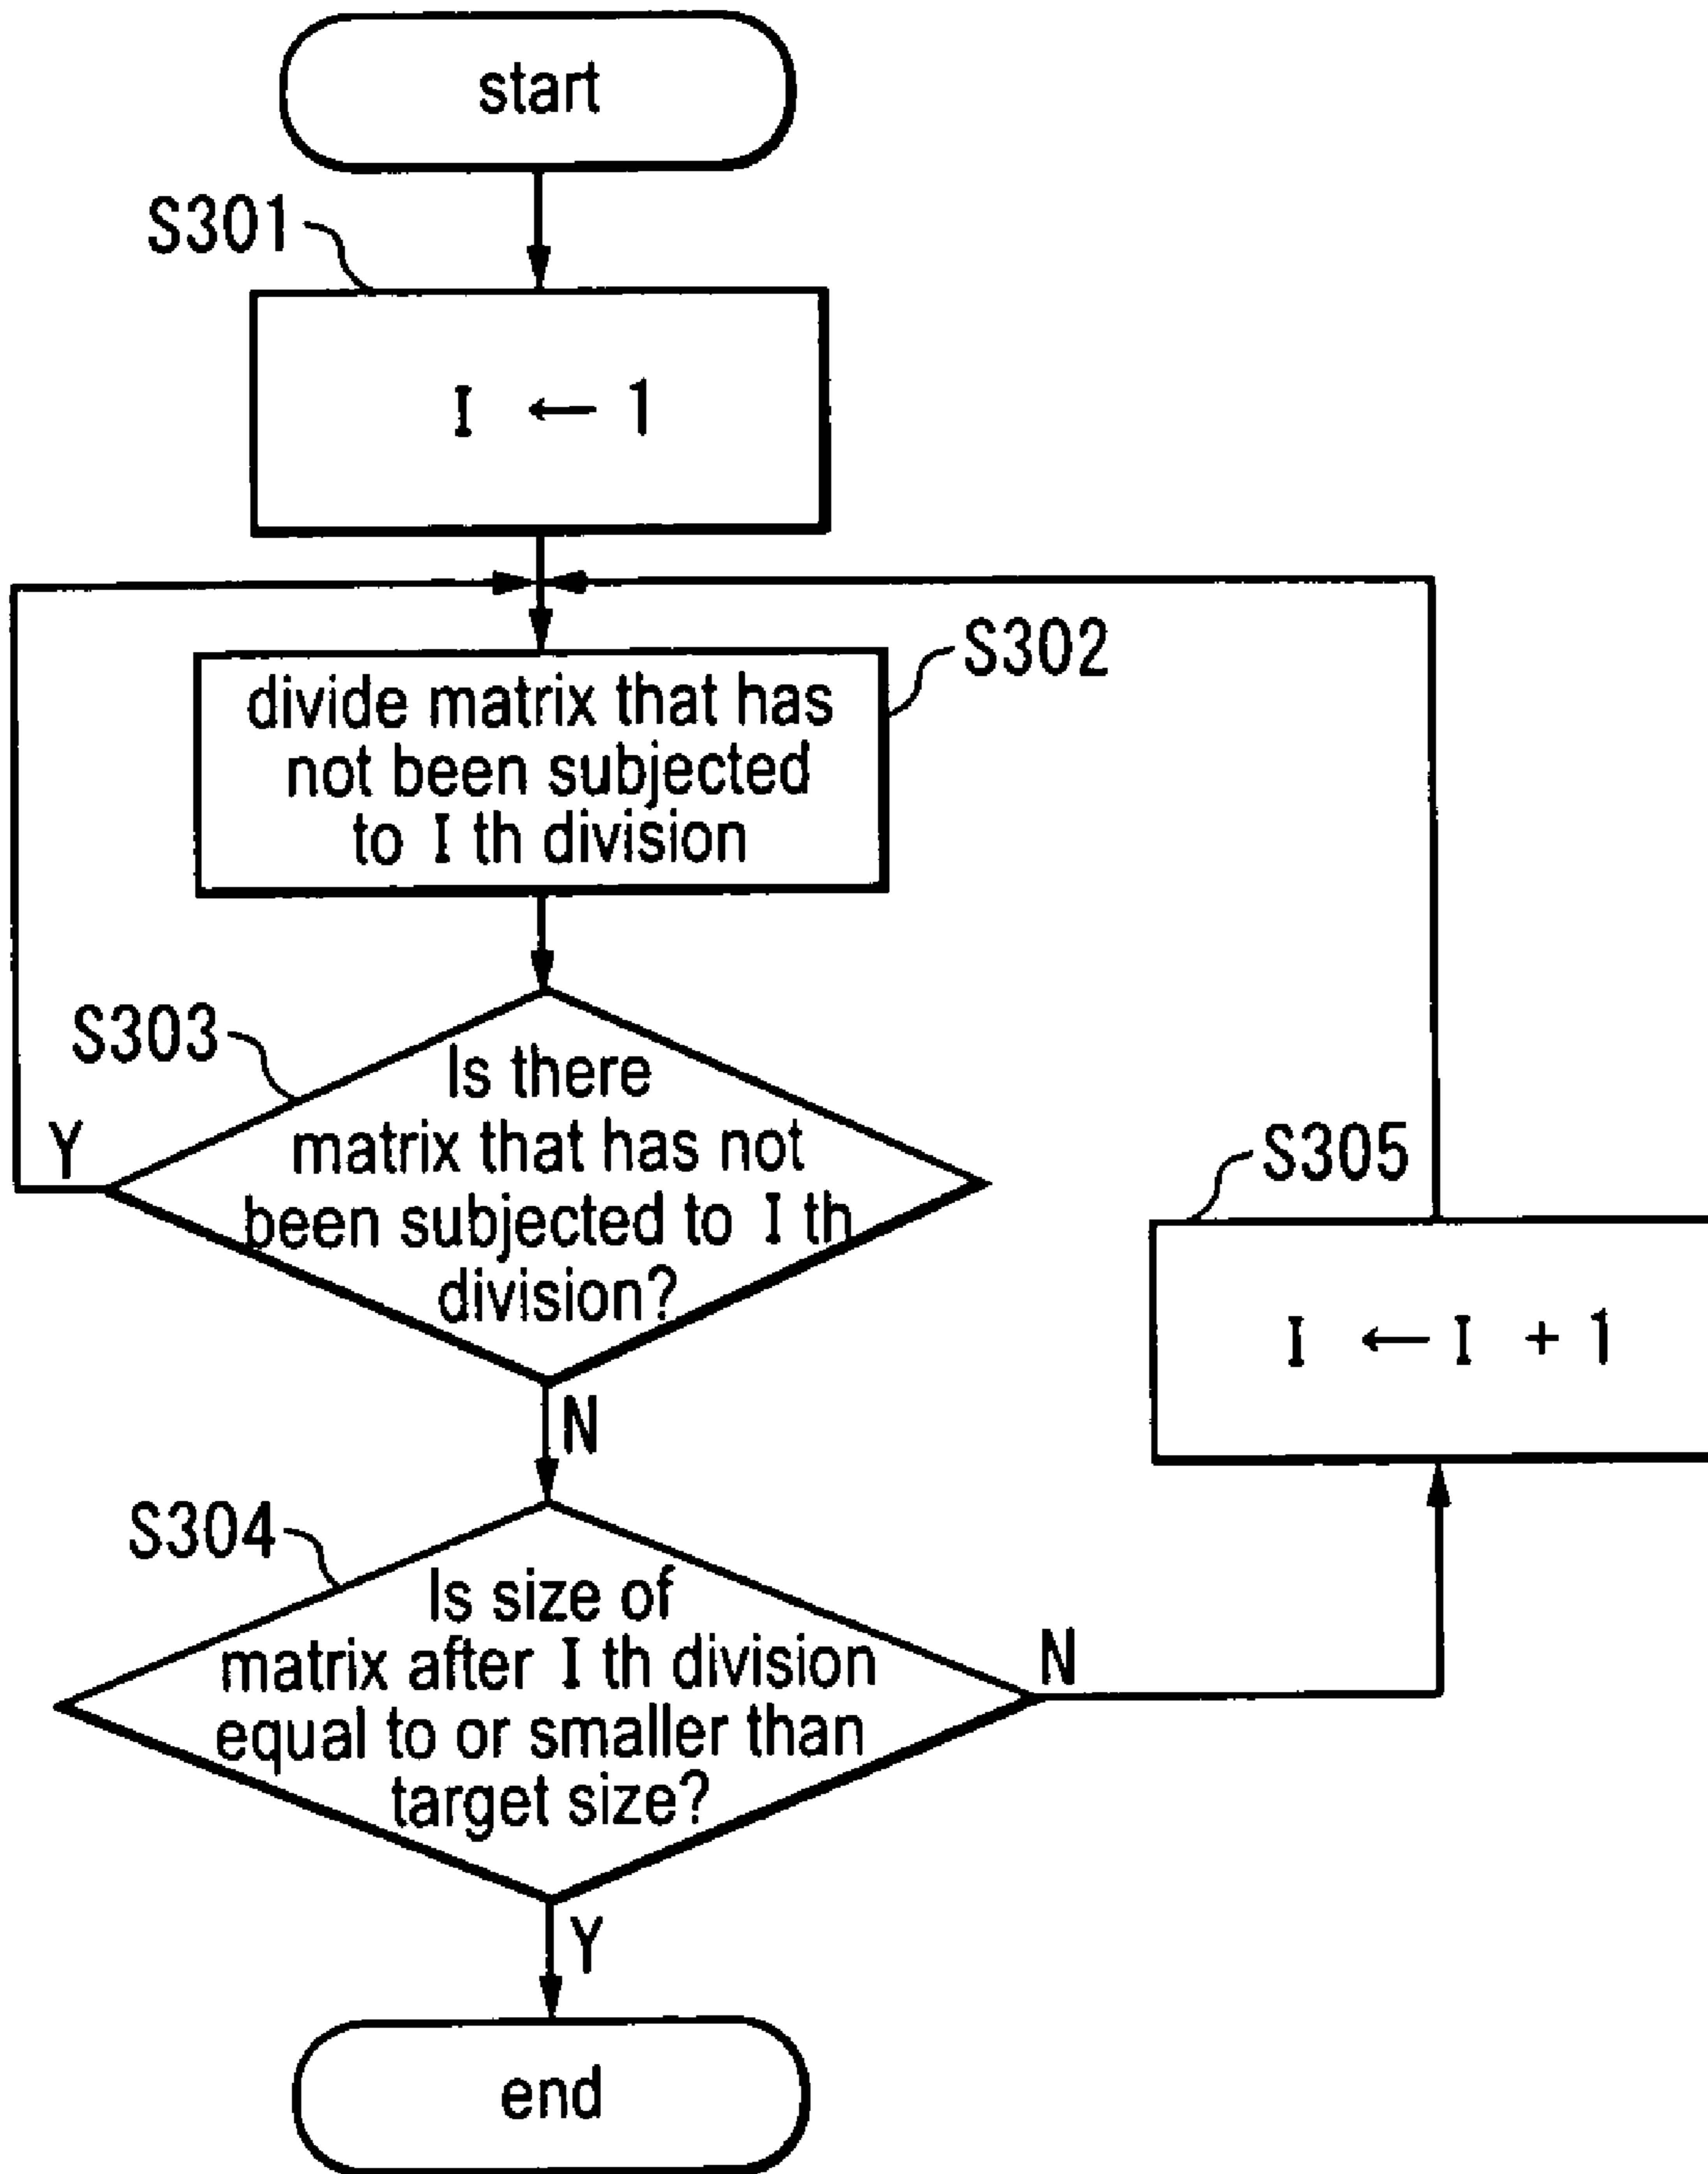 start
S301
I ← 1
S302
divide matrix that has
not been subjected
to I th division
S303
Is there
matrix that has not
been subjected to I th
division?
Y
N
S305
I ← I + 1
S304
Is size of
matrix after I th division
equal to or smaller than
target size?
N
Y
end